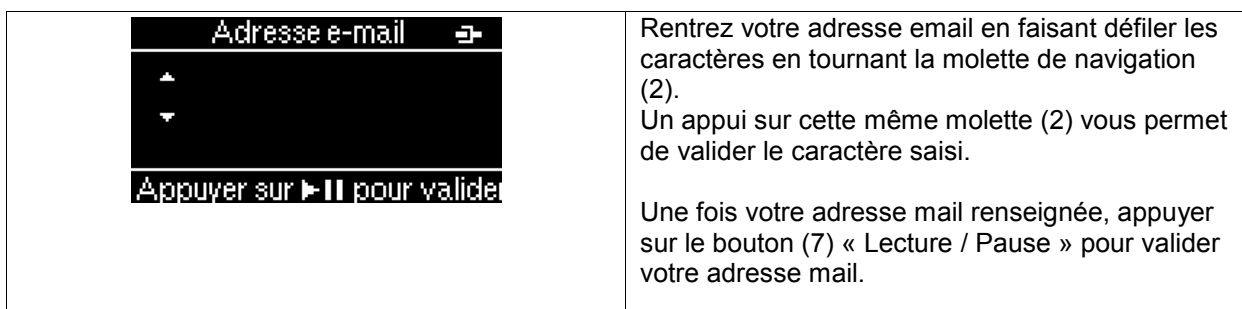 Adresse e-mail
Appuyer sur ►II pour valider
Rentrez votre adresse email en faisant défiler les
caractères en tournant la molette de navigation
(2).
Un appui sur cette même molette (2) vous permet
de valider le caractère saisi.
Une fois votre adresse mail renseignée, appuyer
sur le bouton (7) « Lecture / Pause » pour valider
votre adresse mail.